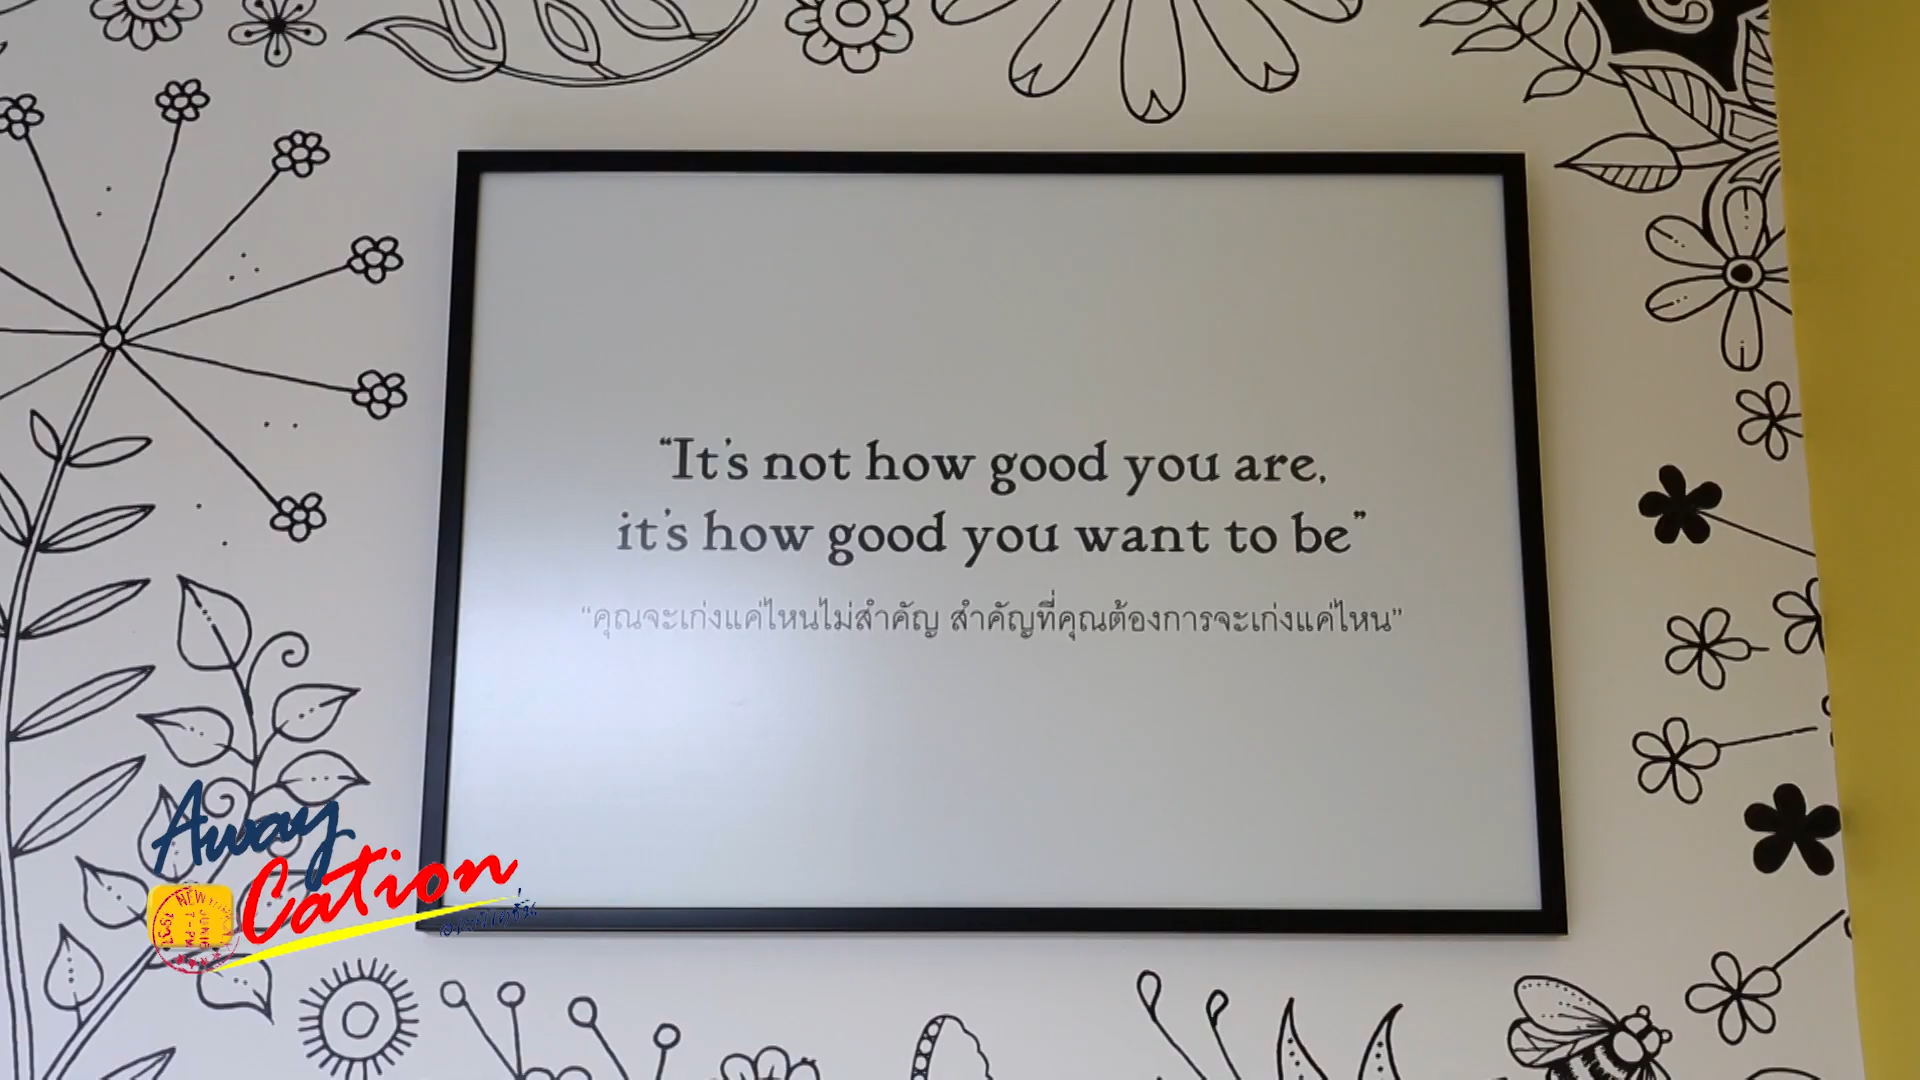 “It's not how good you are,
it's how good you want to be”
“คุณจะเก่งแค่ไหนไม่สำคัญ สำคัญที่คุณต้องการจะเก่งแค่ไหน”
Away
Cation